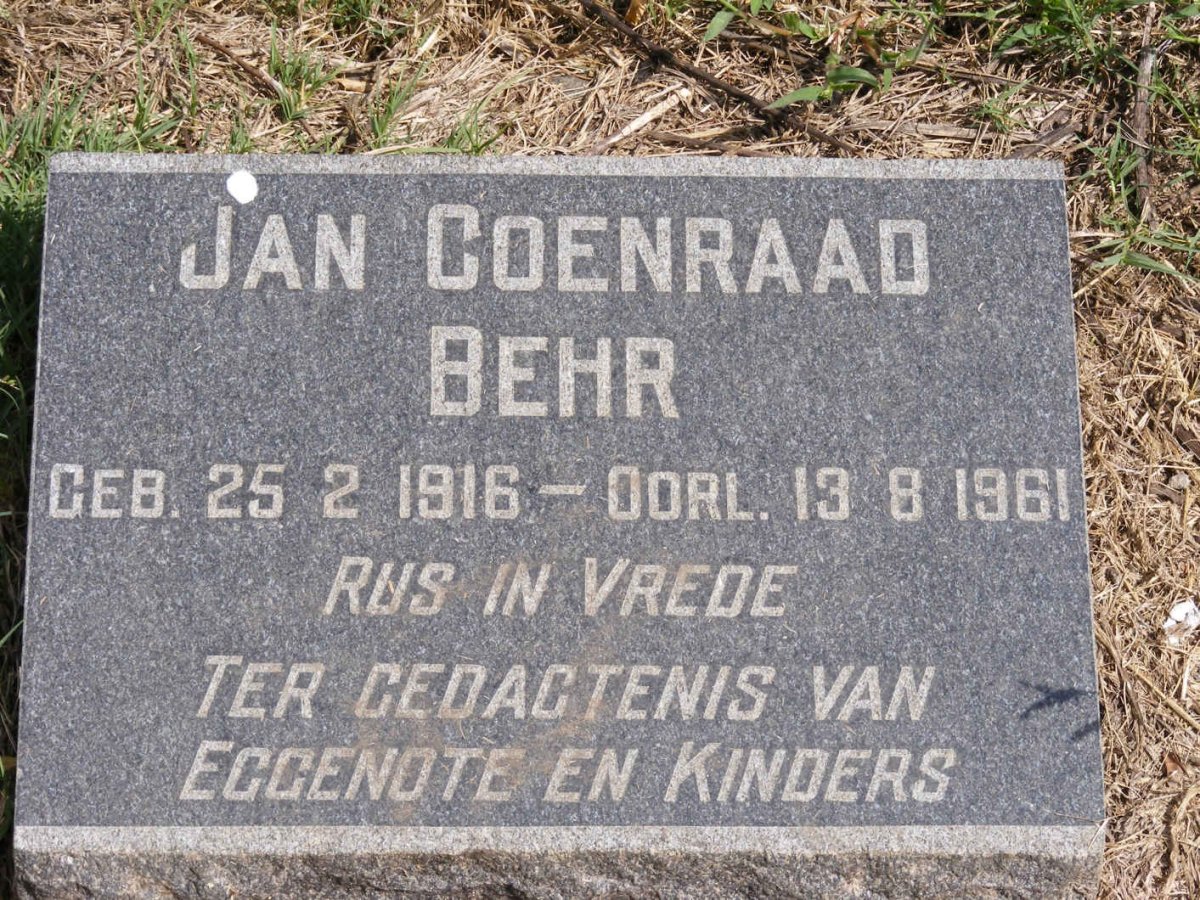 JAN COENRAAD
BEHR
GEB. 25 2 1916 — OORL. 13 8 1961
RUS IN VREDE
TER GEDAGTENIS VAN
EGGENOTE EN KINDERS